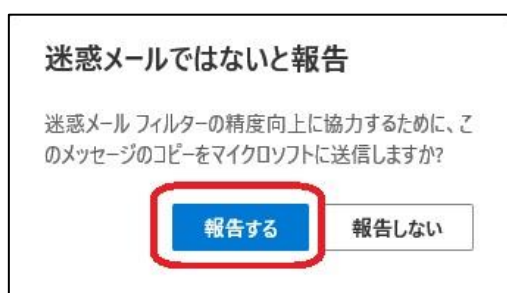 迷惑メールではないと報告
迷惑メール フィルターの精度向上に協力するために、こ
のメッセージのコピーをマイクロソフトに送信しますか?
報告する 報告しない